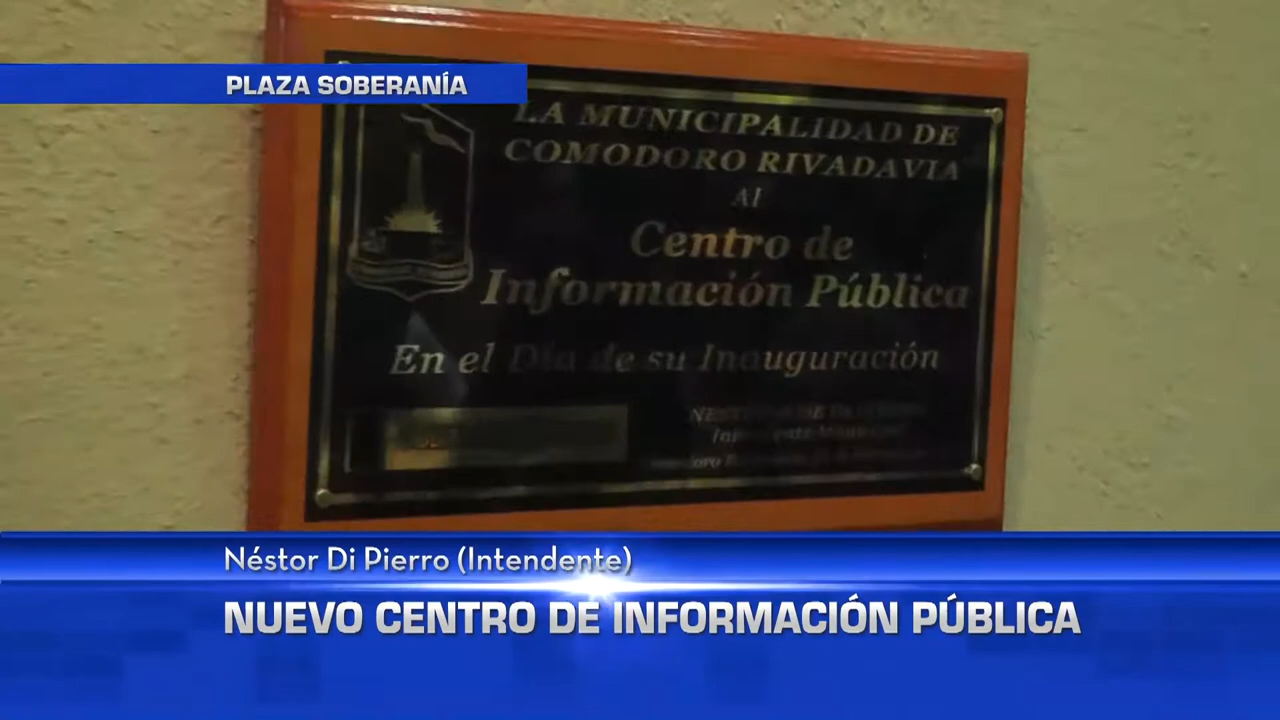 PLAZA SOBERANÍA
LA MUNICIPALIDAD DE
COMODORO RIVADAVIA
Al
Centro de
Información Pública
En el Día de su Inauguración
Néstor Di Pierro (Intendente)
NUEVO CENTRO DE INFORMACIÓN PÚBLICA